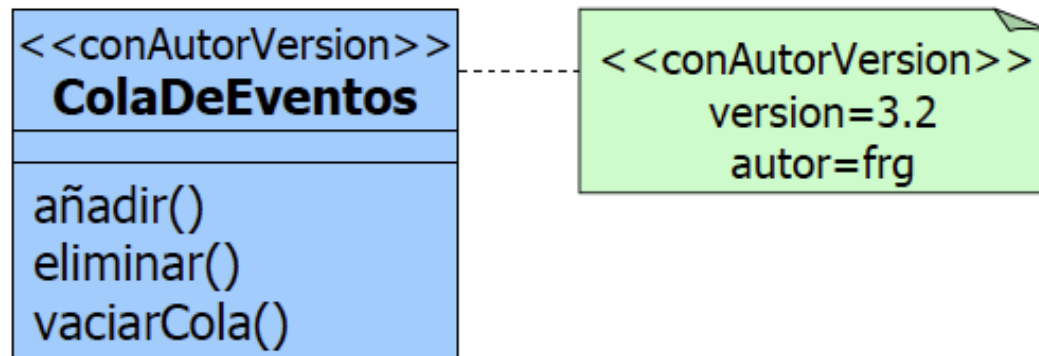 <<conAutorVersion>>
ColaDeEventos
añadir()
eliminar()
vaciarCola()
<<conAutorVersion>>
version=3.2
autor=frg